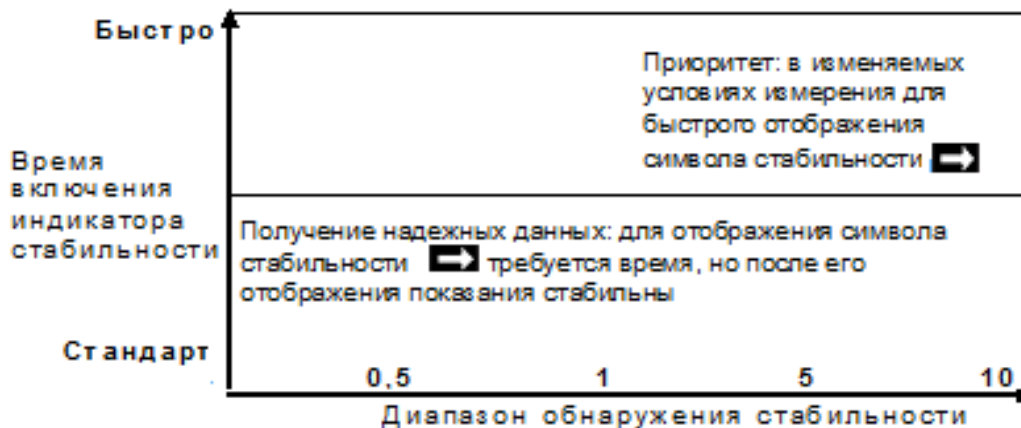 Быстро
Приоритет: в изменяемых
условиях измерения для
быстрого отображения
символа стабильности
Время
включения
индикатора
стабильности
Получение надежных данных: для отображения символа
стабильности требуется время, но после его
отображения показания стабильны
Стандарт
0,5 1 5 10
Диапазон обнаружения стабильности